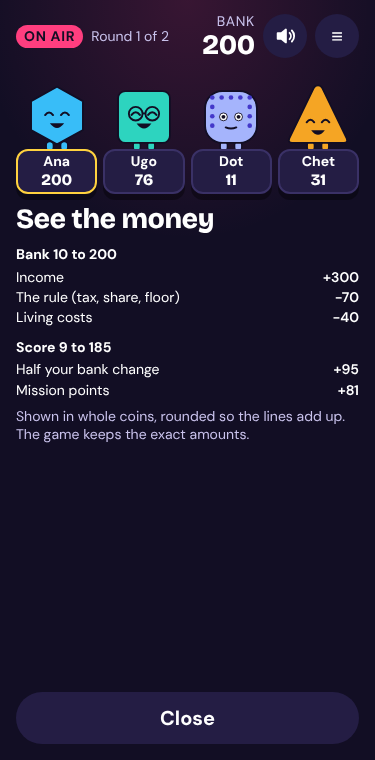 ON AIR Round 1 of 2
BANK
200
Ana
200
Ugo
76
Dot
11
Chet
31
See the money
Bank 10 to 200
Income +300
The rule (tax, share, floor) -70
Living costs -40
Score 9 to 185
Half your bank change +95
Mission points +81
Shown in whole coins, rounded so the lines add up.
The game keeps the exact amounts.
Close